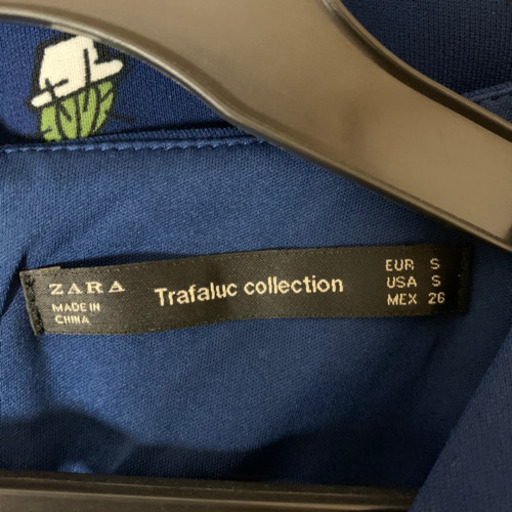 ZARA
MADE IN
CHINA
Trafaluc collection
EUR S
USA S
MEX 26